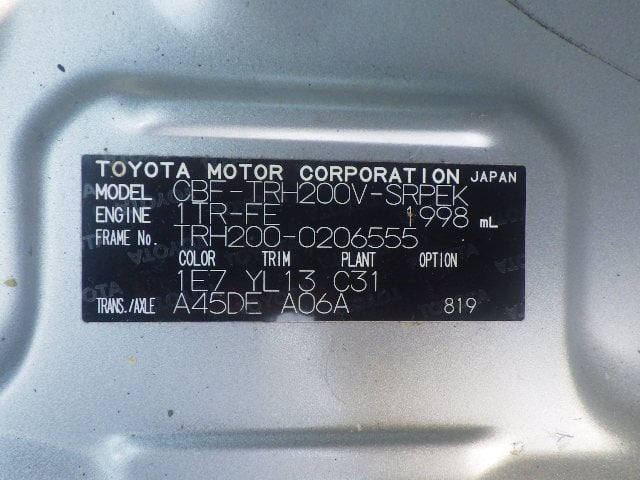 TOYOTA MOTOR CORPORATION JAPAN
MODEL CBF-TRH200V-SRPEK
ENGINE 1TR-FE 1998 mL
FRAME No. TRH200-0206555
COLOR TRIM PLANT OPTION
1E7 YL13 C31
TRANS./AXLE A45DE A06A 819